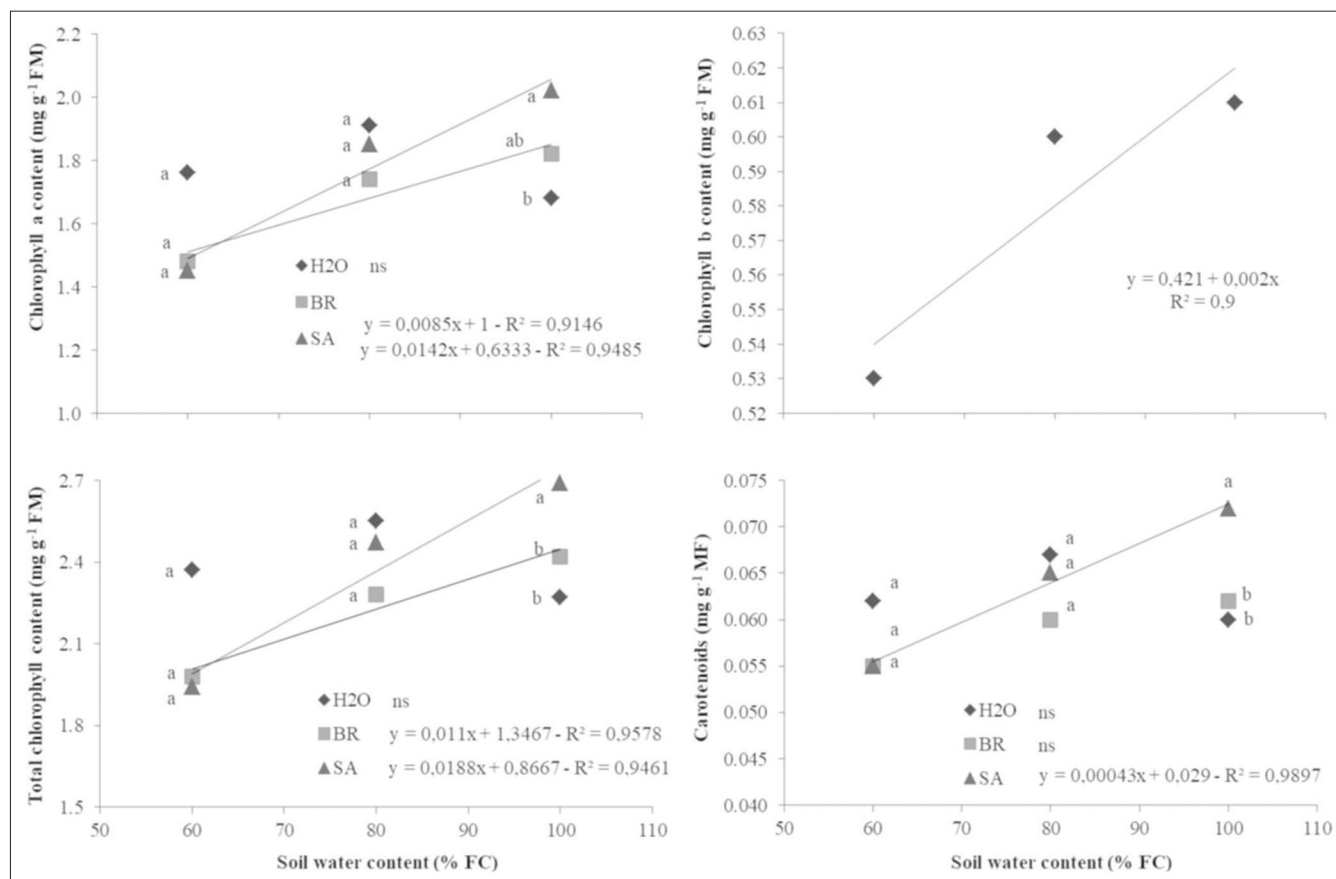 Chlorophyll a content (mg g-1 FM)
2.2
2.0
1.8
1.6
1.4
1.2
1.0
a
a
a
a
a
a
a
ab
b
H2O ns
BR
y = 0,0085x + 1 - R² = 0,9146
SA
y = 0,0142x + 0,6333 - R² = 0,9485
Chlorophyll b content (mg g-1 FM)
0.63
0.62
0.61
0.60
0.59
0.58
0.57
0.56
0.55
0.54
0.53
0.52
y = 0,421 + 0,002x
R² = 0,9
Total chlorophyll content (mg g-1 FM)
2.7
2.4
2.1
1.8
1.5
a
a
a
a
a
a
a
b
b
H2O ns
BR y = 0,011x + 1,3467 - R² = 0,9578
SA y = 0,0188x + 0,8667 - R² = 0,9461
50 60 70 80 90 100 110
Soil water content (% FC)
Carotenoids (mg g-1 MF)
0.075
0.070
0.065
0.060
0.055
0.050
0.045
0.040
a
a
a
a
a
a
a
b
b
H2O ns
BR ns
SA y = 0,00043x + 0,029 - R² = 0,9897
50 60 70 80 90 100 110
Soil water content (% FC)